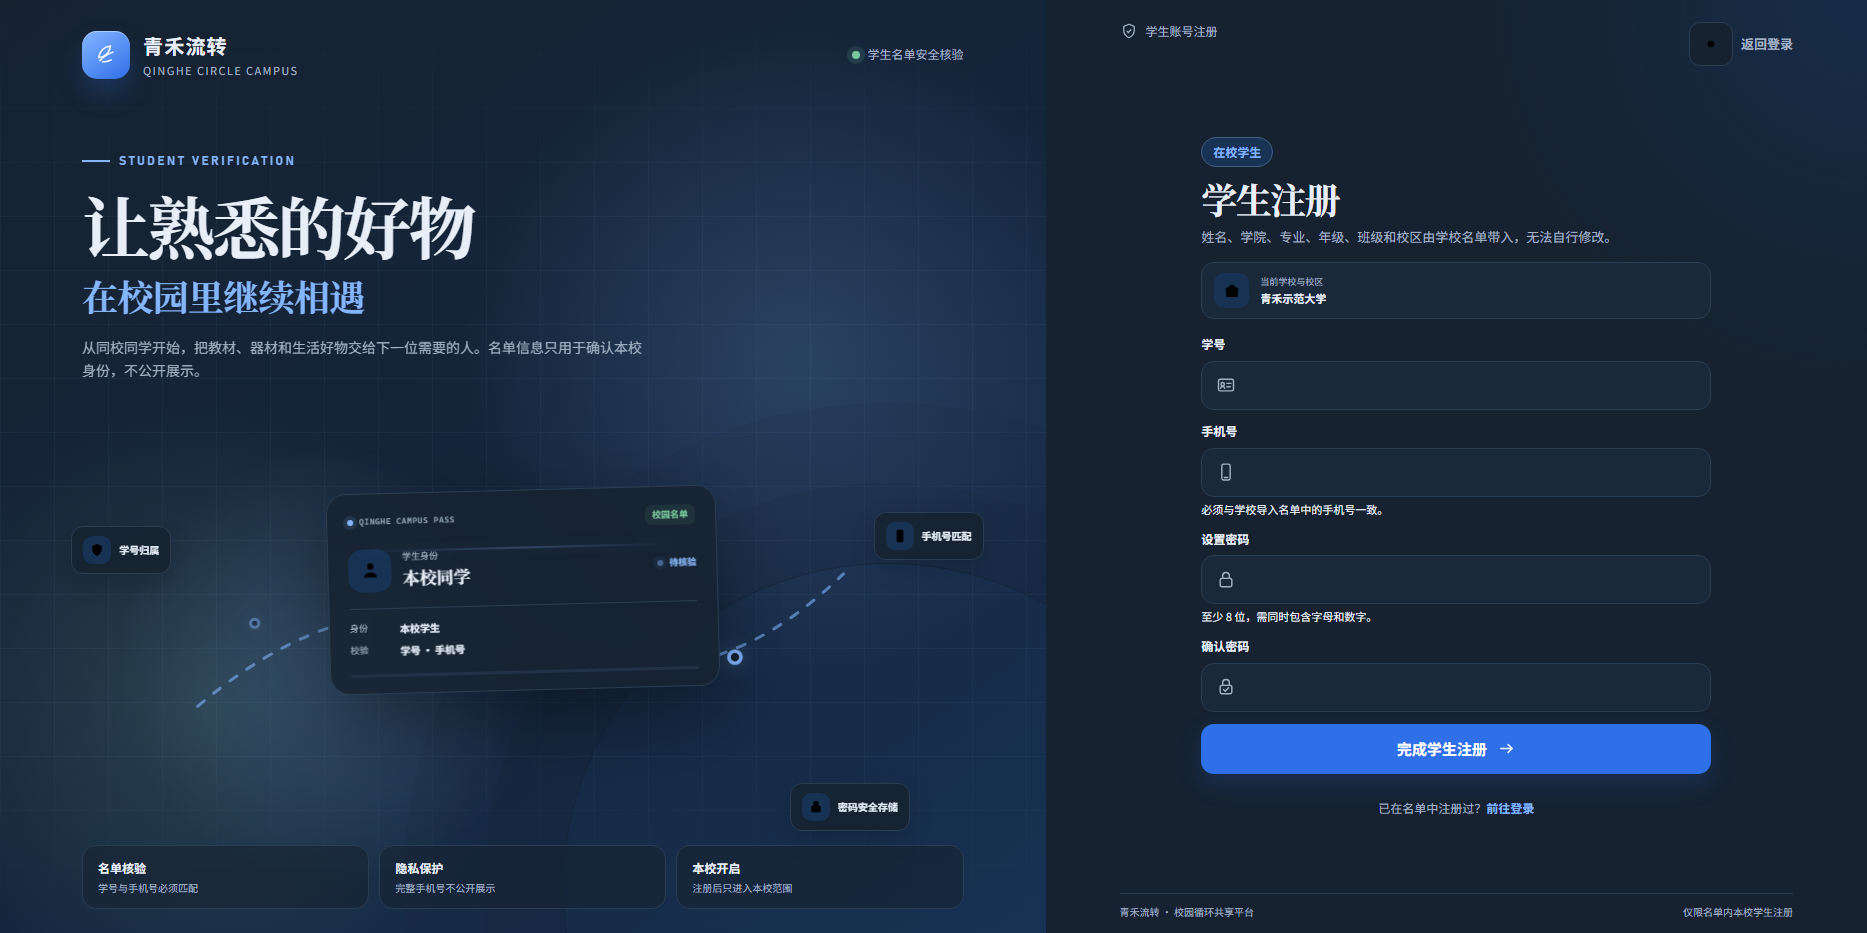 青禾流转
QINGHE CIRCLE CAMPUS
学生名单安全核验
STUDENT VERIFICATION
让熟悉的好物
在校园里继续相遇
从同校同学开始，把教材、器材和生活好物交给下一位需要的人。名单信息只用于确认本校
身份，不公开展示。
学号归属
QINGHE CAMPUS PASS
校园名单
学生身份
本校同学
待核验
身份 本校学生
校验 学号 · 手机号
手机号匹配
密码安全存储
名单核验
学号与手机号必须匹配
隐私保护
完整手机号不公开展示
本校开启
注册后只进入本校范围
学生账号注册
返回登录
在校学生
学生注册
姓名、学院、专业、年级、班级和校区由学校名单带入，无法自行修改。
当前学校与校区
青禾示范大学
学号
手机号
必须与学校导入名单中的手机号一致。
设置密码
至少 8 位，需同时包含字母和数字。
确认密码
完成学生注册 →
已在名单中注册过？前往登录
青禾流转 · 校园循环共享平台
仅限名单内本校学生注册